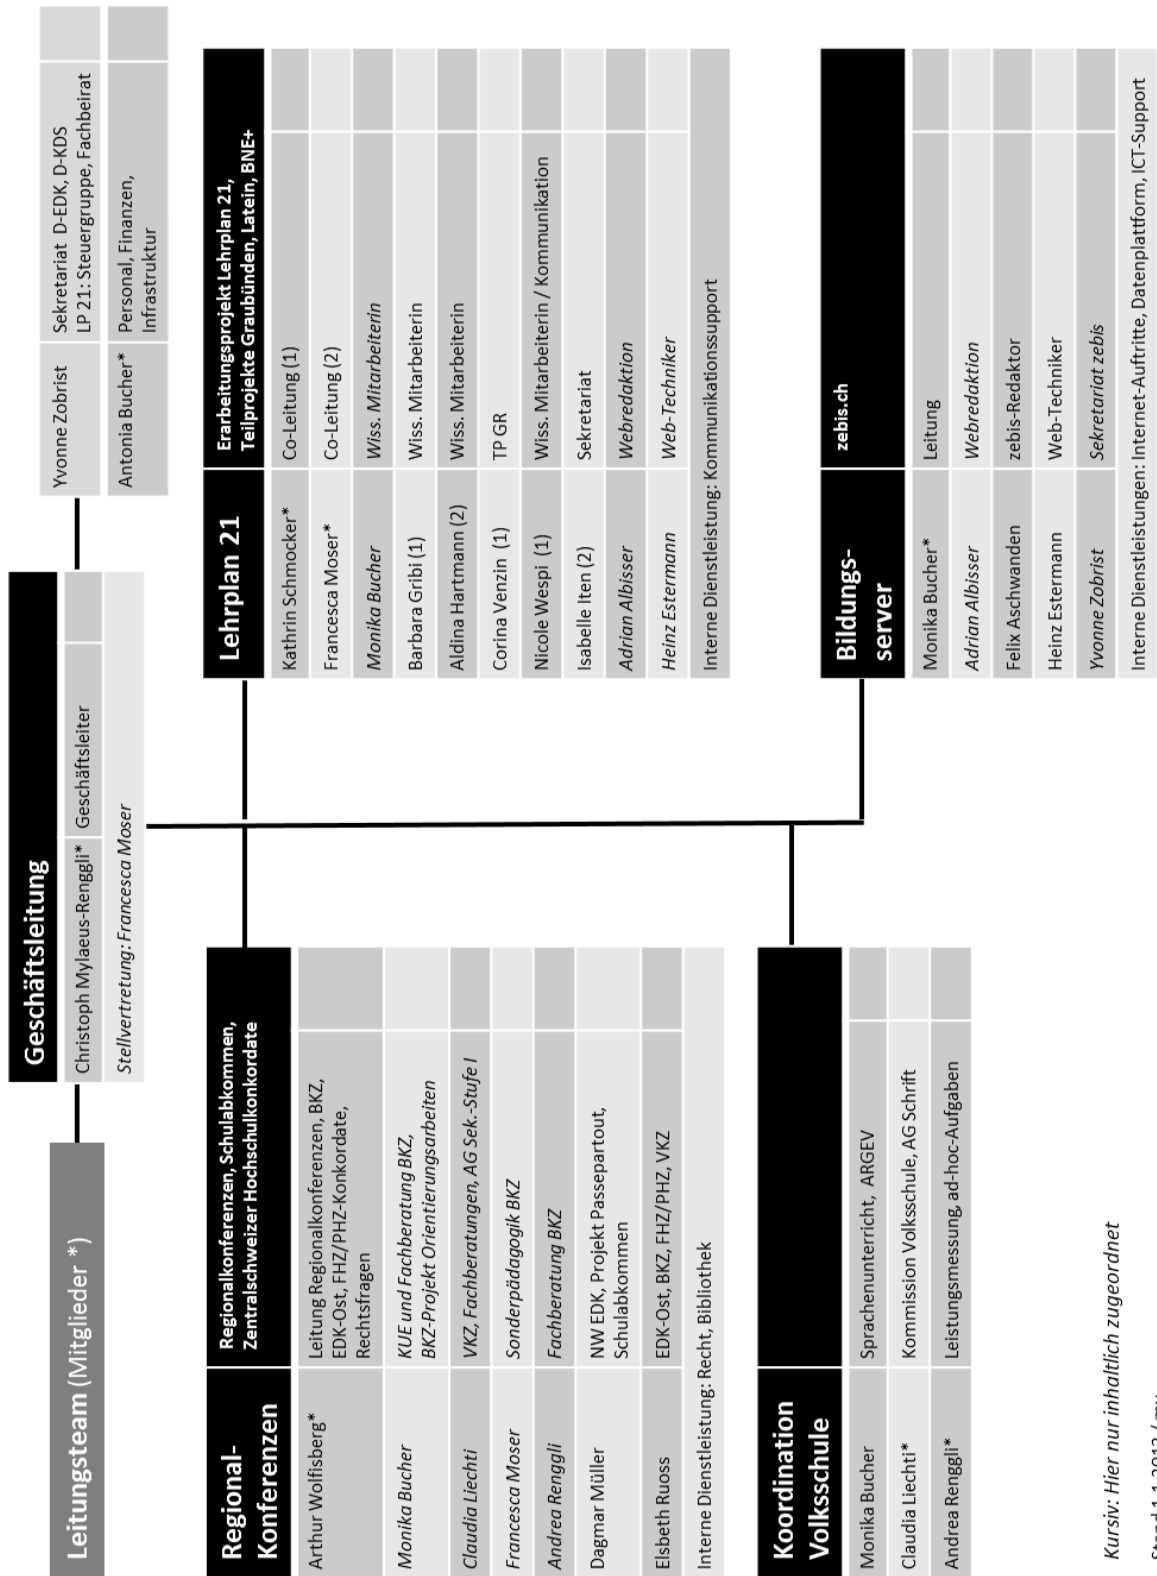 Leitungsteam (Mitglieder *)
Geschäftsleitung
Christoph Mylaeus-Renggli* Geschäftsleiter
Stellvertretung: Francesca Moser
Yvonne Zobrist Sekretariat D-EDK, D-KDS
LP 21: Steuergruppe, Fachbeirat
Antonia Bucher* Personal, Finanzen,
Infrastruktur
Regional-
Konferenzen
Regionalkonferenzen, Schulabkommen,
Zentralschweizer Hochschulkonkordate
Arthur Wolfisberg* Leitung Regionalkonferenzen, BKZ,
EDK-Ost, FHZ/PHZ-Konkordate,
Rechtsfragen
Monika Bucher KUE und Fachberatung BKZ,
BKZ-Projekt Orientierungsarbeiten
Claudia Liechti VKZ, Fachberatungen, AG Sek.-Stufe I
Francesca Moser Sonderpädagogik BKZ
Andrea Renggli Fachberatung BKZ
Dagmar Müller NW EDK, Projekt Passepartout,
Schulabkommen
Elsbeth Ruoss EDK-Ost, BKZ, FHZ/PHZ, VKZ
Interne Dienstleistung: Recht, Bibliothek
Lehrplan 21
Erarbeitungsprojekt Lehrplan 21,
Teilprojekte Graubünden, Latein, BNE+
Kathrin Schmocker* Co-Leitung (1)
Francesca Moser* Co-Leitung (2)
Monika Bucher Wiss. Mitarbeiterin
Barbara Gribi (1) Wiss. Mitarbeiterin
Aldina Hartmann (2) Wiss. Mitarbeiterin
Corina Venzin (1) TP GR
Nicole Wespi (1) Wiss. Mitarbeiterin / Kommunikation
Isabelle Iten (2) Sekretariat
Adrian Albisser Webredaktion
Heinz Estermann Web-Techniker
Interne Dienstleistung: Kommunikationssupport
Koordination
Volksschule
Monika Bucher Sprachenunterricht, ARGEV
Claudia Liechti* Kommission Volksschule, AG Schrift
Andrea Renggli* Leistungsmessung, ad-hoc-Aufgaben
Bildungs-
server
zebis.ch
Monika Bucher* Leitung
Adrian Albisser Webredaktion
Felix Aschwanden zebis-Redaktor
Heinz Estermann Web-Techniker
Yvonne Zobrist Sekretariat zebis
Interne Dienstleistungen: Internet-Auftritte, Datenplattform, ICT-Support
Kursiv: Hier nur inhaltlich zugeordnet